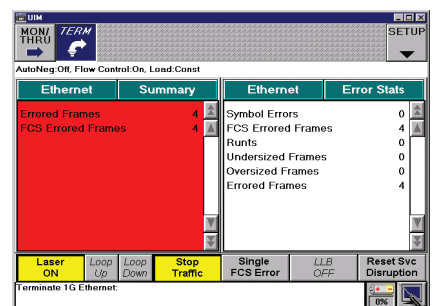 UIM
MON/
THRU
TERM
SETUP
AutoNeg:Off, Flow Control:On, Load:Const
Ethernet Summary
Errored Frames 4
FCS Errored Frames 4
Ethernet Error Stats
Symbol Errors 0
FCS Errored Frames 4
Runts 0
Undersized Frames 0
Oversized Frames 0
Errored Frames 4
Laser
ON
Loop
Up
Loop
Down
Stop
Traffic
Single
FCS Error
LLB
OFF
Reset Svc
Disruption
Terminate 1G Ethernet:
0%